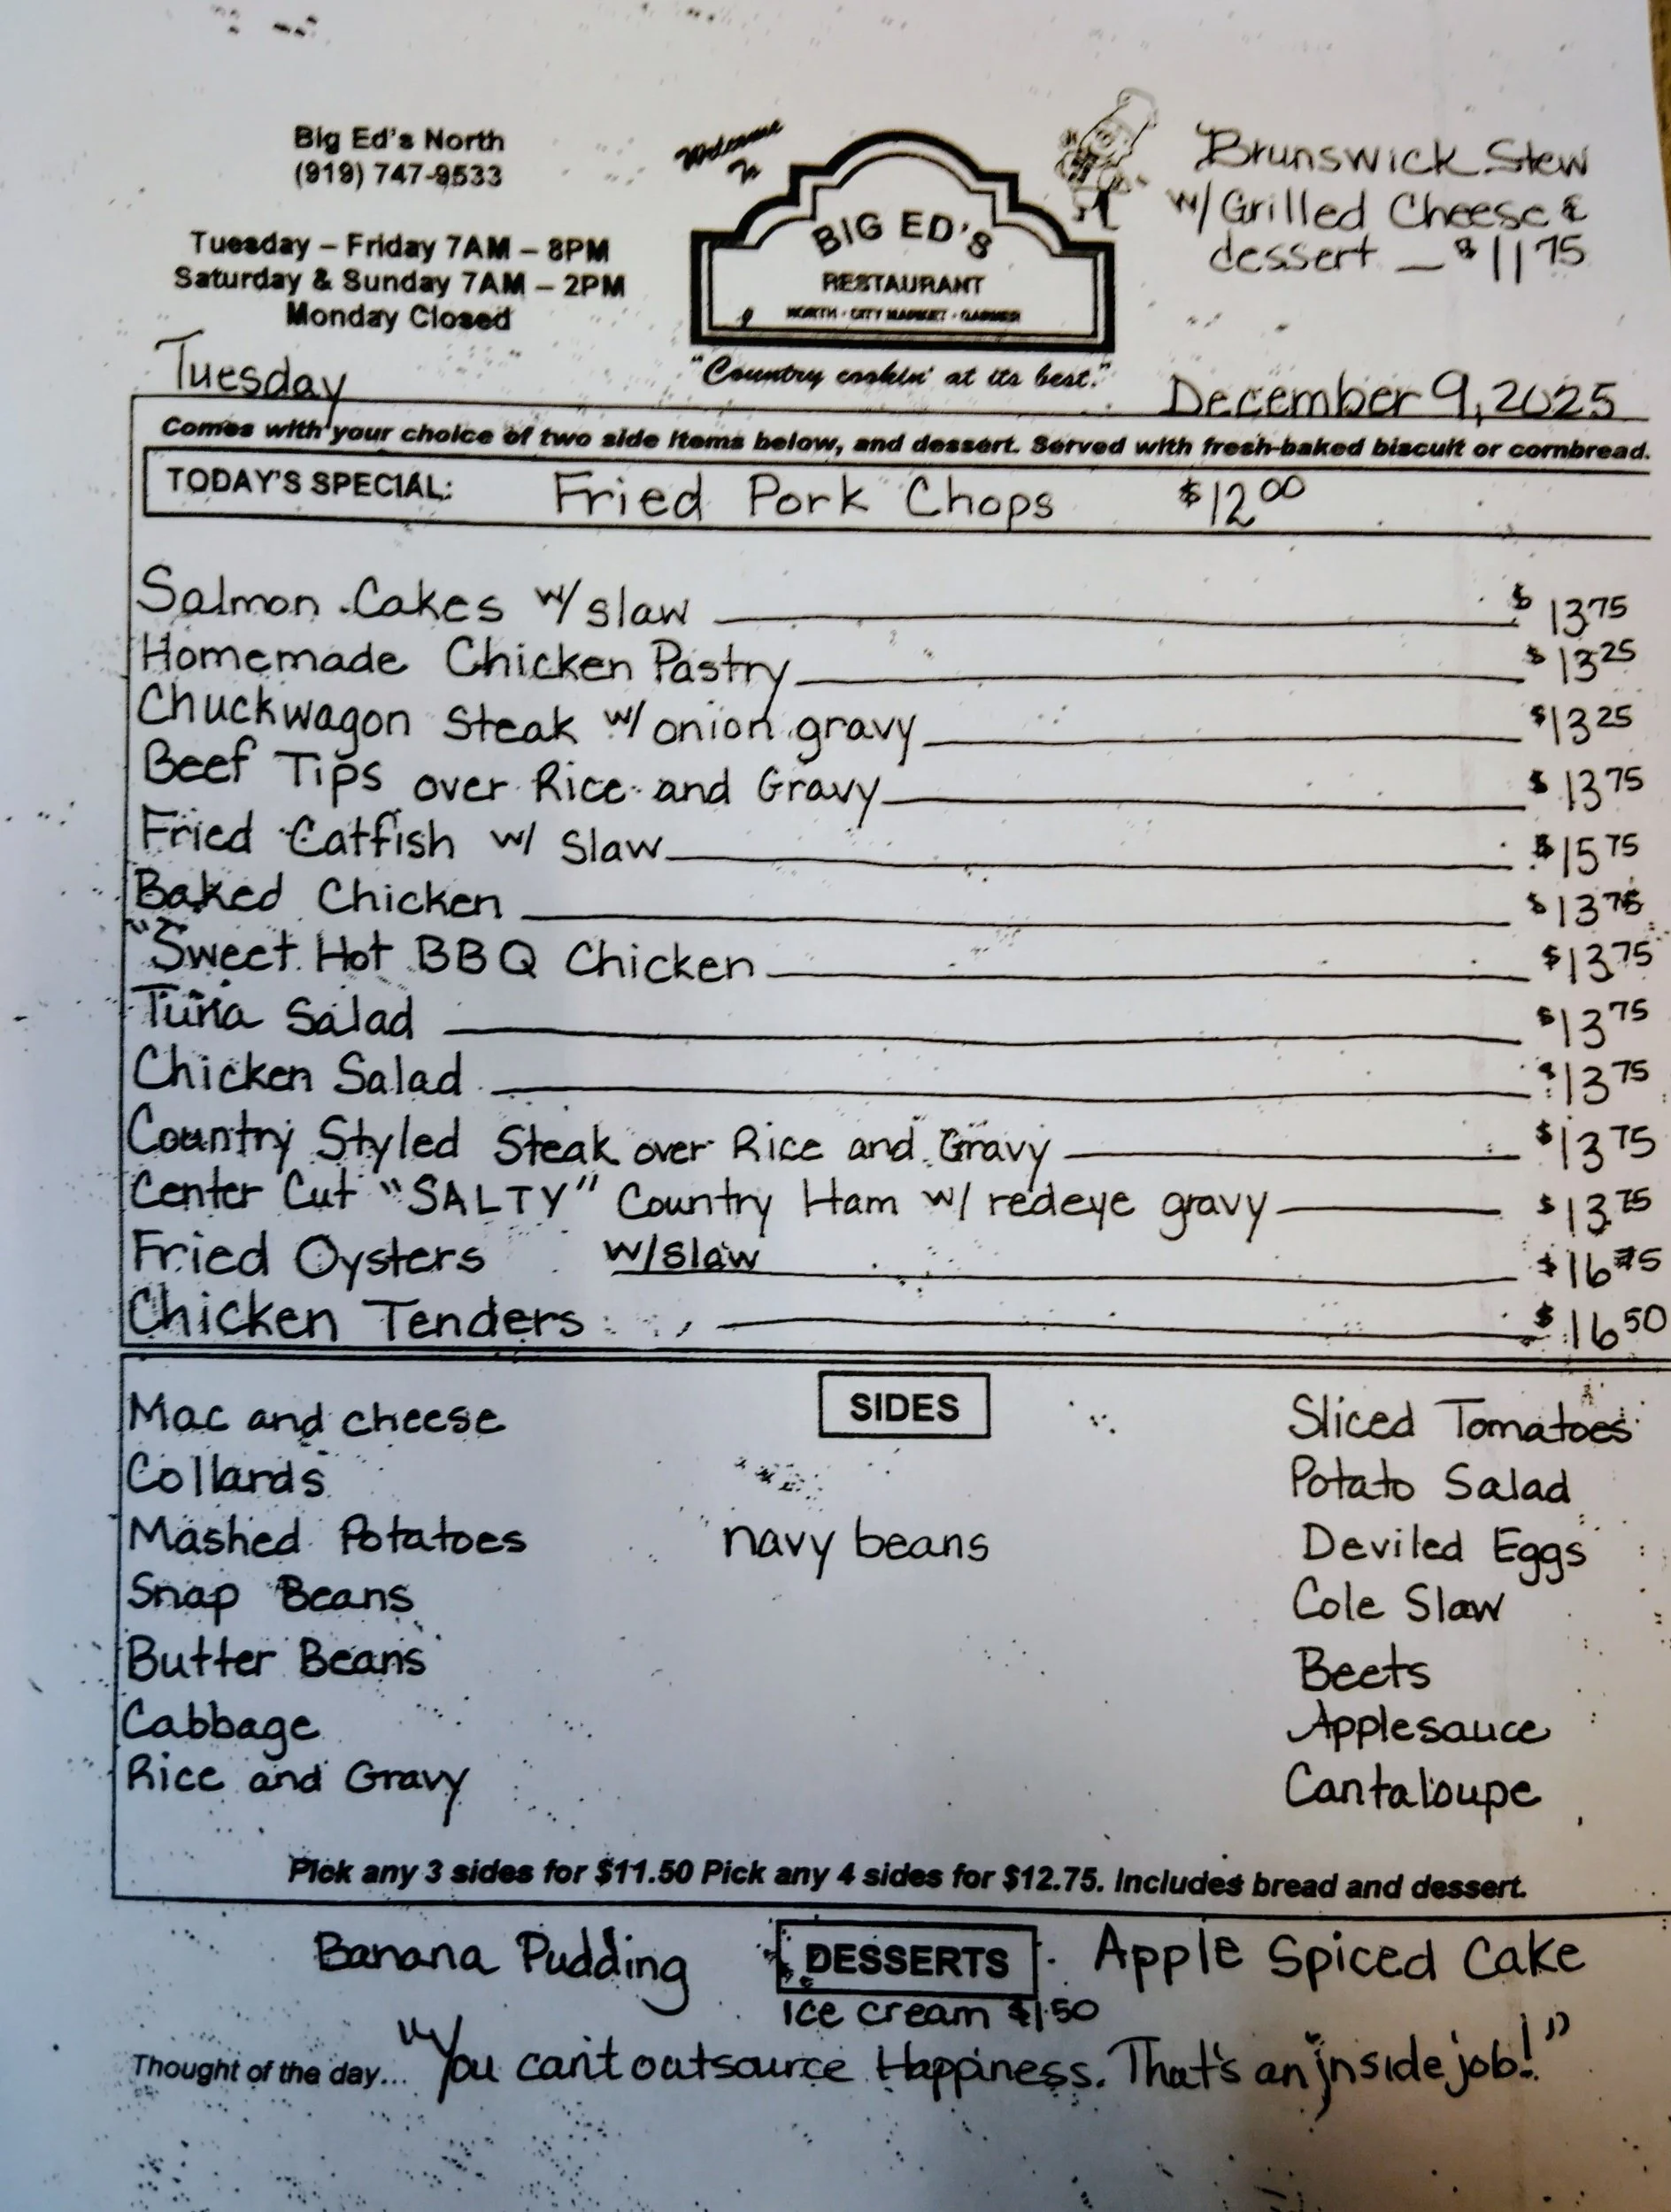 Big Ed's North
(919) 747-9533
Tuesday – Friday 7AM – 8PM
Saturday & Sunday 7AM – 2PM
Monday Closed
Welcome
To
BIG ED'S
RESTAURANT
NORTH · CITY MARKET · GARNER
"Country cookin' at its best."
Brunswick Stew
w/ Grilled Cheese &
dessert — $11 75
Tuesday
December 9, 2025
Comes with your choice of two side items below, and dessert. Served with fresh-baked biscuit or cornbread.
TODAY'S SPECIAL: Fried Pork Chops $12 00
Salmon Cakes w/ slaw $ 13 75
Homemade Chicken Pastry $ 13 25
Chuckwagon Steak w/ onion gravy $13 25
Beef Tips over Rice and Gravy $ 13 75
Fried Catfish w/ Slaw $15 75
Baked Chicken $13 75
"Sweet Hot BBQ Chicken $13 75
Tuna Salad $13 75
Chicken Salad $13 75
Country Styled Steak over Rice and Gravy $13 75
Center Cut "SALTY" Country Ham w/ redeye gravy $13 75
Fried Oysters w/slaw $16 75
Chicken Tenders $ 16 50
SIDES
Mac and cheese
Collards
Mashed Potatoes
Snap Beans
Butter Beans
Cabbage
Rice and Gravy
navy beans
Sliced Tomatoes
Potato Salad
Deviled Eggs
Cole Slaw
Beets
Applesauce
Cantaloupe
Pick any 3 sides for $11.50 Pick any 4 sides for $12.75. Includes bread and dessert.
Banana Pudding DESSERTS Apple Spiced Cake
ice cream $1.50
Thought of the day... "You can't outsource Happiness. That's an inside job!"